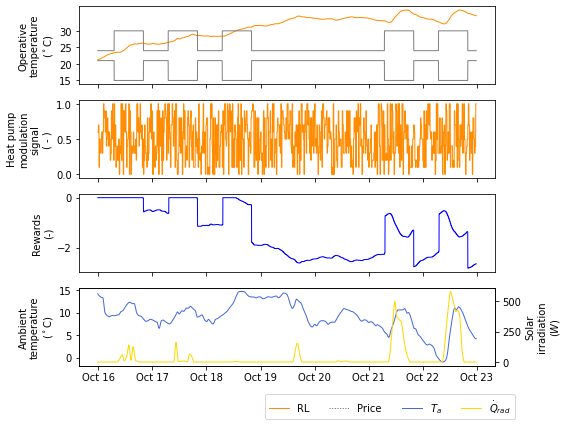 Operative
temperature
(°C)
30
25
20
15
Heat pump
modulation
signal
( - )
1.0
0.5
0.0
Rewards
(-)
0
−2
Ambient
temperature
(°C)
15
10
5
0
500
250
0
Solar
irradiation
(W)
Oct 16 Oct 17 Oct 18 Oct 19 Oct 20 Oct 21 Oct 22 Oct 23
RL Price T_a Q̇_rad